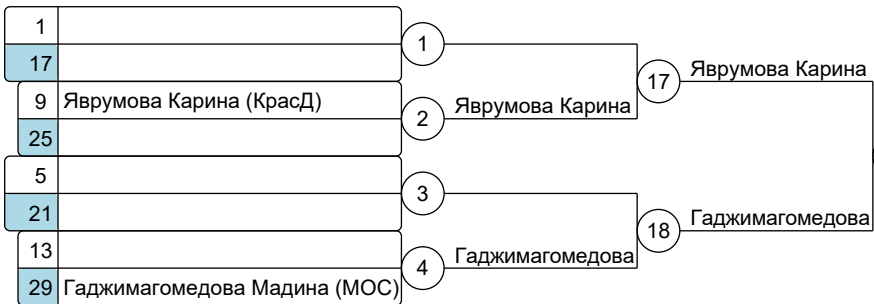 1
17
9 Яврумова Карина (КрасД)
25
5
21
13
29 Гаджимагомедова Мадина (МОС)
1
2
3
4
Яврумова Карина
Гаджимагомедова
17
18
Яврумова Карина
Гаджимагомедова